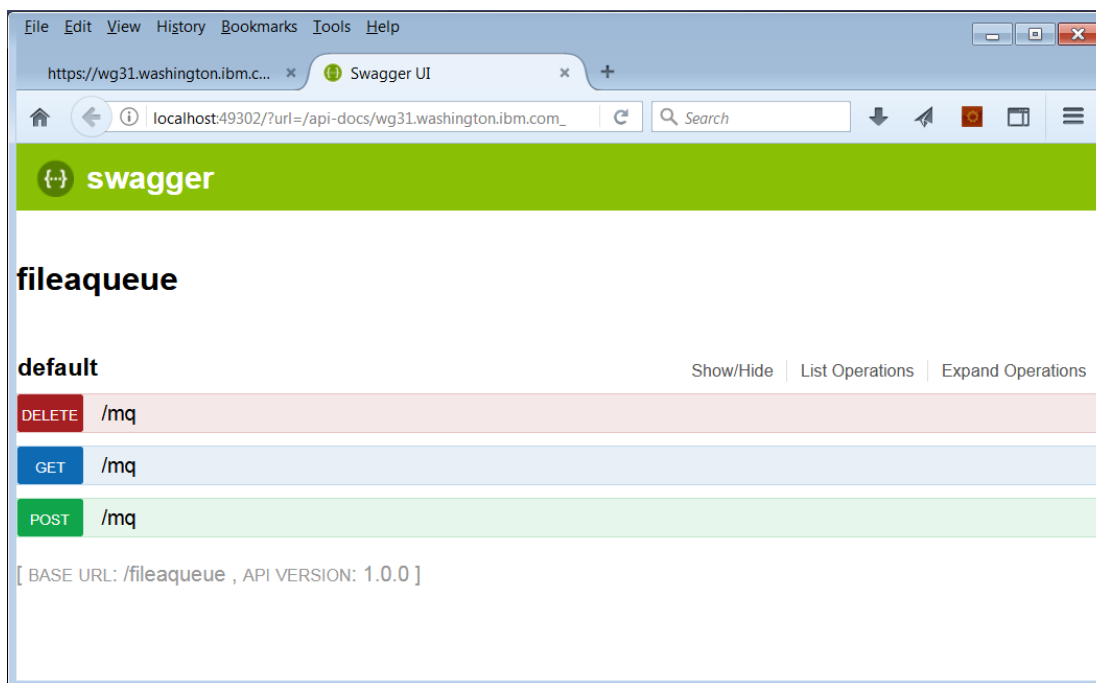 File Edit View History Bookmarks Tools Help
https://wg31.washington.ibm.c... × Swagger UI × +
localhost:49302/?url=/api-docs/wg31.washington.ibm.com_ Search
{···} swagger
fileaqueue
default Show/Hide List Operations Expand Operations
DELETE /mq
GET /mq
POST /mq
[ BASE URL: /fileaqueue , API VERSION: 1.0.0 ]